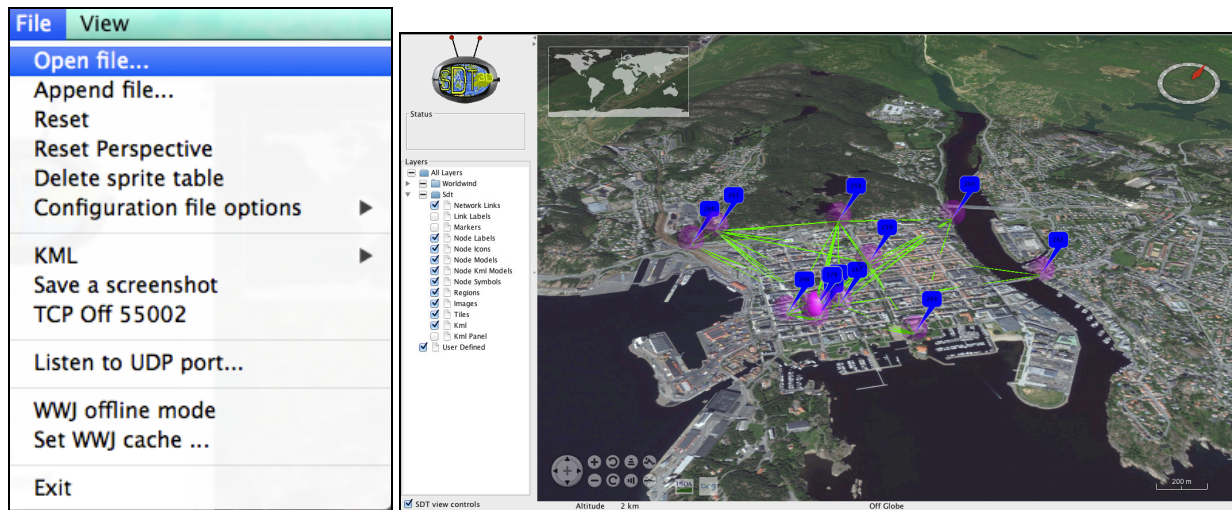 File View
Open file...
Append file...
Reset
Reset Perspective
Delete sprite table
Configuration file options
KML
Save a screenshot
TCP Off 55002
Listen to UDP port...
WWJ offline mode
Set WWJ cache ...
Exit
SDT 3D
Status
Layers
All Layers
Worldwind
Sdt
Network Links
Link Labels
Markers
Node Labels
Node Icons
Node Models
Node Kml Models
Node Symbols
Regions
Images
Tiles
Kml
Kml Panel
User Defined
SDT view controls
Altitude 2 km
Off Globe
200 m